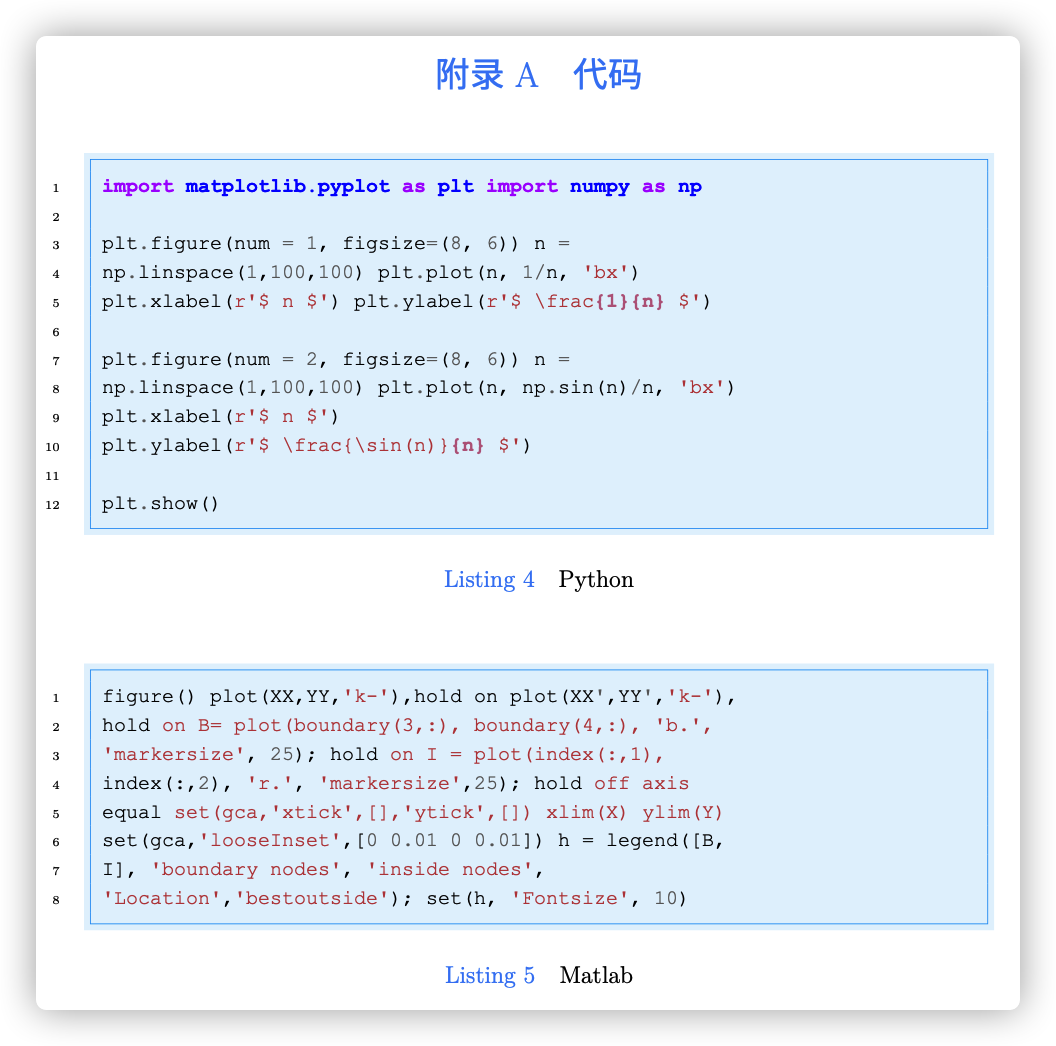 附录 A 代码
1 import matplotlib.pyplot as plt import numpy as np
2
3 plt.figure(num = 1, figsize=(8, 6)) n =
4 np.linspace(1,100,100) plt.plot(n, 1/n, 'bx')
5 plt.xlabel(r'$ n $') plt.ylabel(r'$ \frac{1}{n} $')
6
7 plt.figure(num = 2, figsize=(8, 6)) n =
8 np.linspace(1,100,100) plt.plot(n, np.sin(n)/n, 'bx')
9 plt.xlabel(r'$ n $')
10 plt.ylabel(r'$ \frac{\sin(n)}{n} $')
11
12 plt.show()
Listing 4 Python
1 figure() plot(XX,YY,'k-'),hold on plot(XX',YY','k-'),
2 hold on B= plot(boundary(3,:), boundary(4,:), 'b.',
3 'markersize', 25); hold on I = plot(index(:,1),
4 index(:,2), 'r.', 'markersize',25); hold off axis
5 equal set(gca,'xtick',[],'ytick',[]) xlim(X) ylim(Y)
6 set(gca,'looseInset',[0 0.01 0 0.01]) h = legend([B,
7 I], 'boundary nodes', 'inside nodes',
8 'Location','bestoutside'); set(h, 'Fontsize', 10)
Listing 5 Matlab